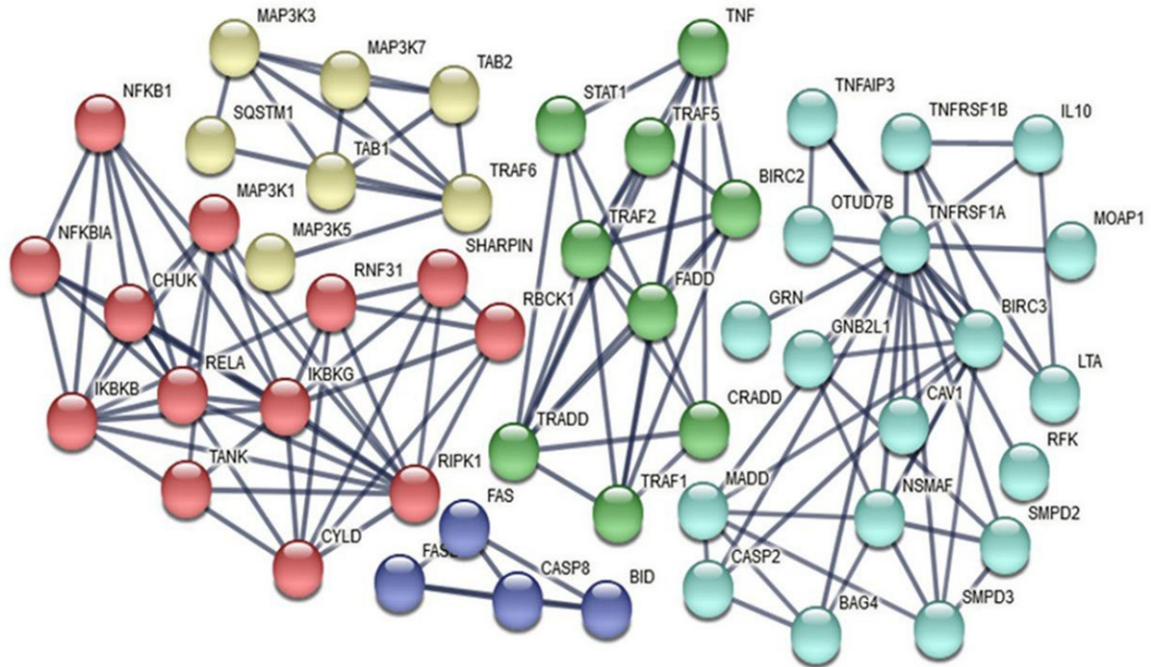 MAP3K3
TNF
MAP3K7
TAB2
NFKB1
STAT1
TNFAIP3
SQSTM1
TRAF5
TNFRSF1B
IL10
TAB1
TRAF6
BIRC2
MAP3K1
OTUD7B
TNFRSF1A
MOAP1
NFKBIA
MAP3K5
TRAF2
SHARPIN
CHUK
RNF31
FADD
RBCK1
GRN
BIRC3
GNB2L1
RELA
IKBKG
LTA
IKBKB
CRADD
CAV1
TRADD
RFK
TANK
RIPK1
TRAF1
MADD
NSMAF
FAS
SMPD2
CYLD
FASL
CASP8
BID
CASP2
BAG4
SMPD3